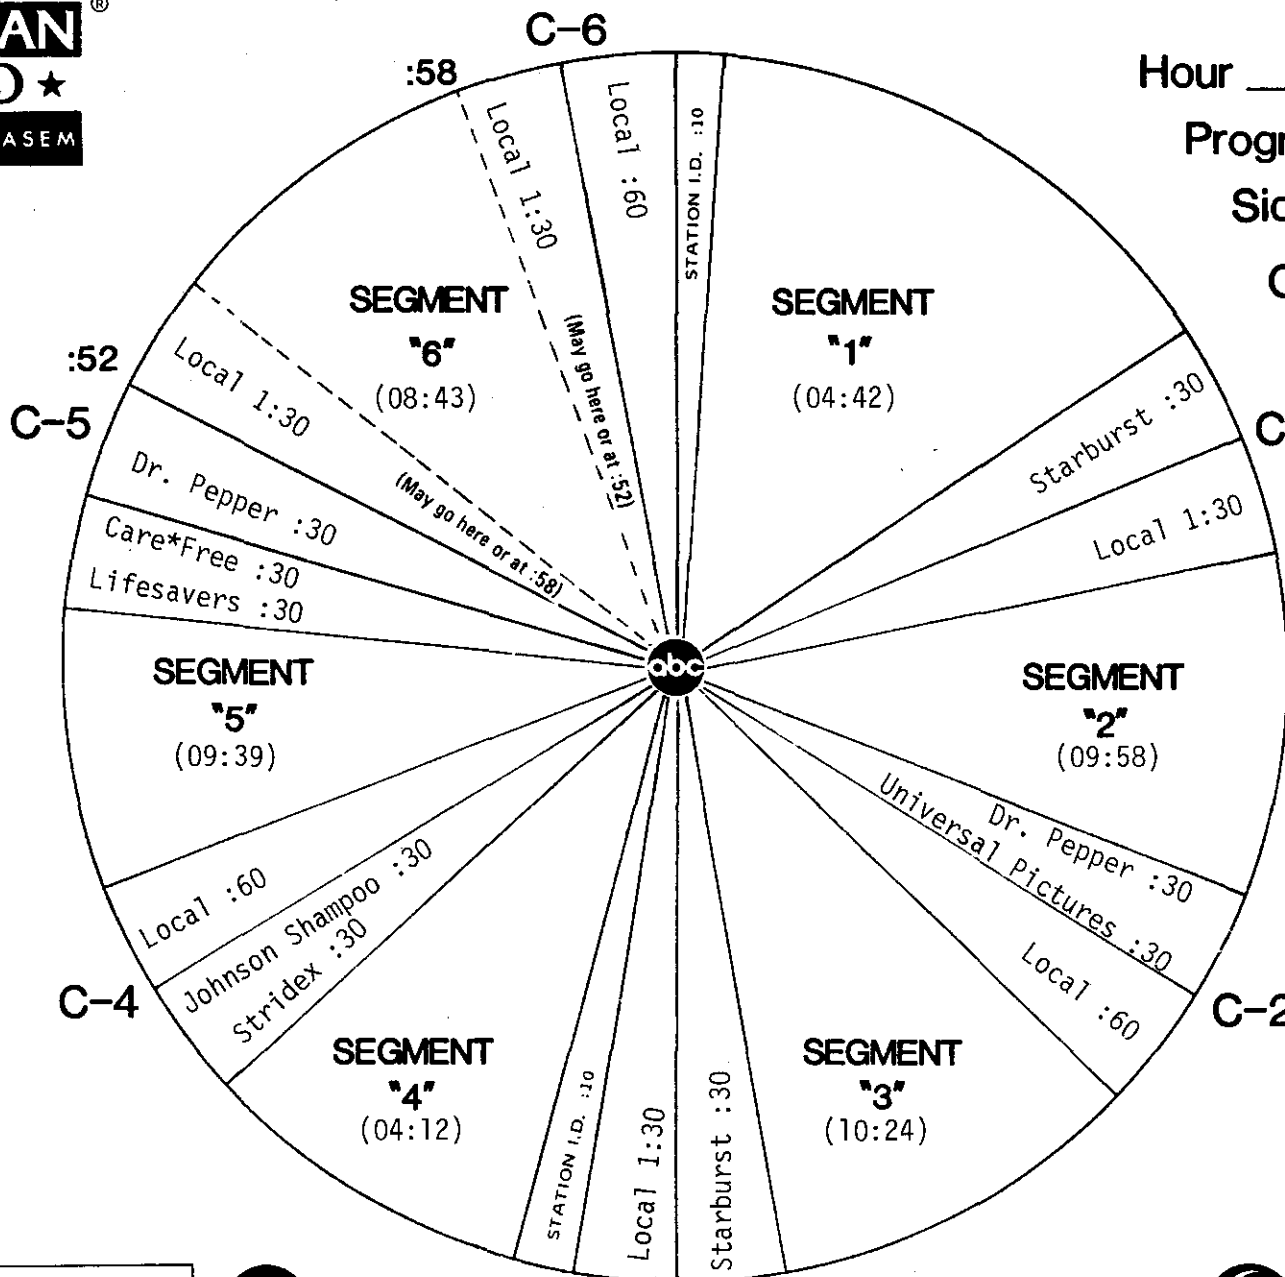 AN ®
★
ASEM
C-6
:58
Hour
Local 1:30
Local :60
STATION I.D. :10
(May go here or at :52)
SEGMENT
"6"
(08:43)
SEGMENT
"1"
(04:42)
:52
Local 1:30
(May go here or at :58)
C-5
Starburst :30
Local 1:30
Dr. Pepper :30
Care*Free :30
Lifesavers :30
abc
SEGMENT
"5"
(09:39)
SEGMENT
"2"
(09:58)
Dr. Pepper :30
Universal Pictures :30
Local :60
C-2
Local :60
Johnson Shampoo :30
Stridex :30
C-4
SEGMENT
"4"
(04:12)
STATION I.D. :10
Local 1:30
Starburst :30
SEGMENT
"3"
(10:24)